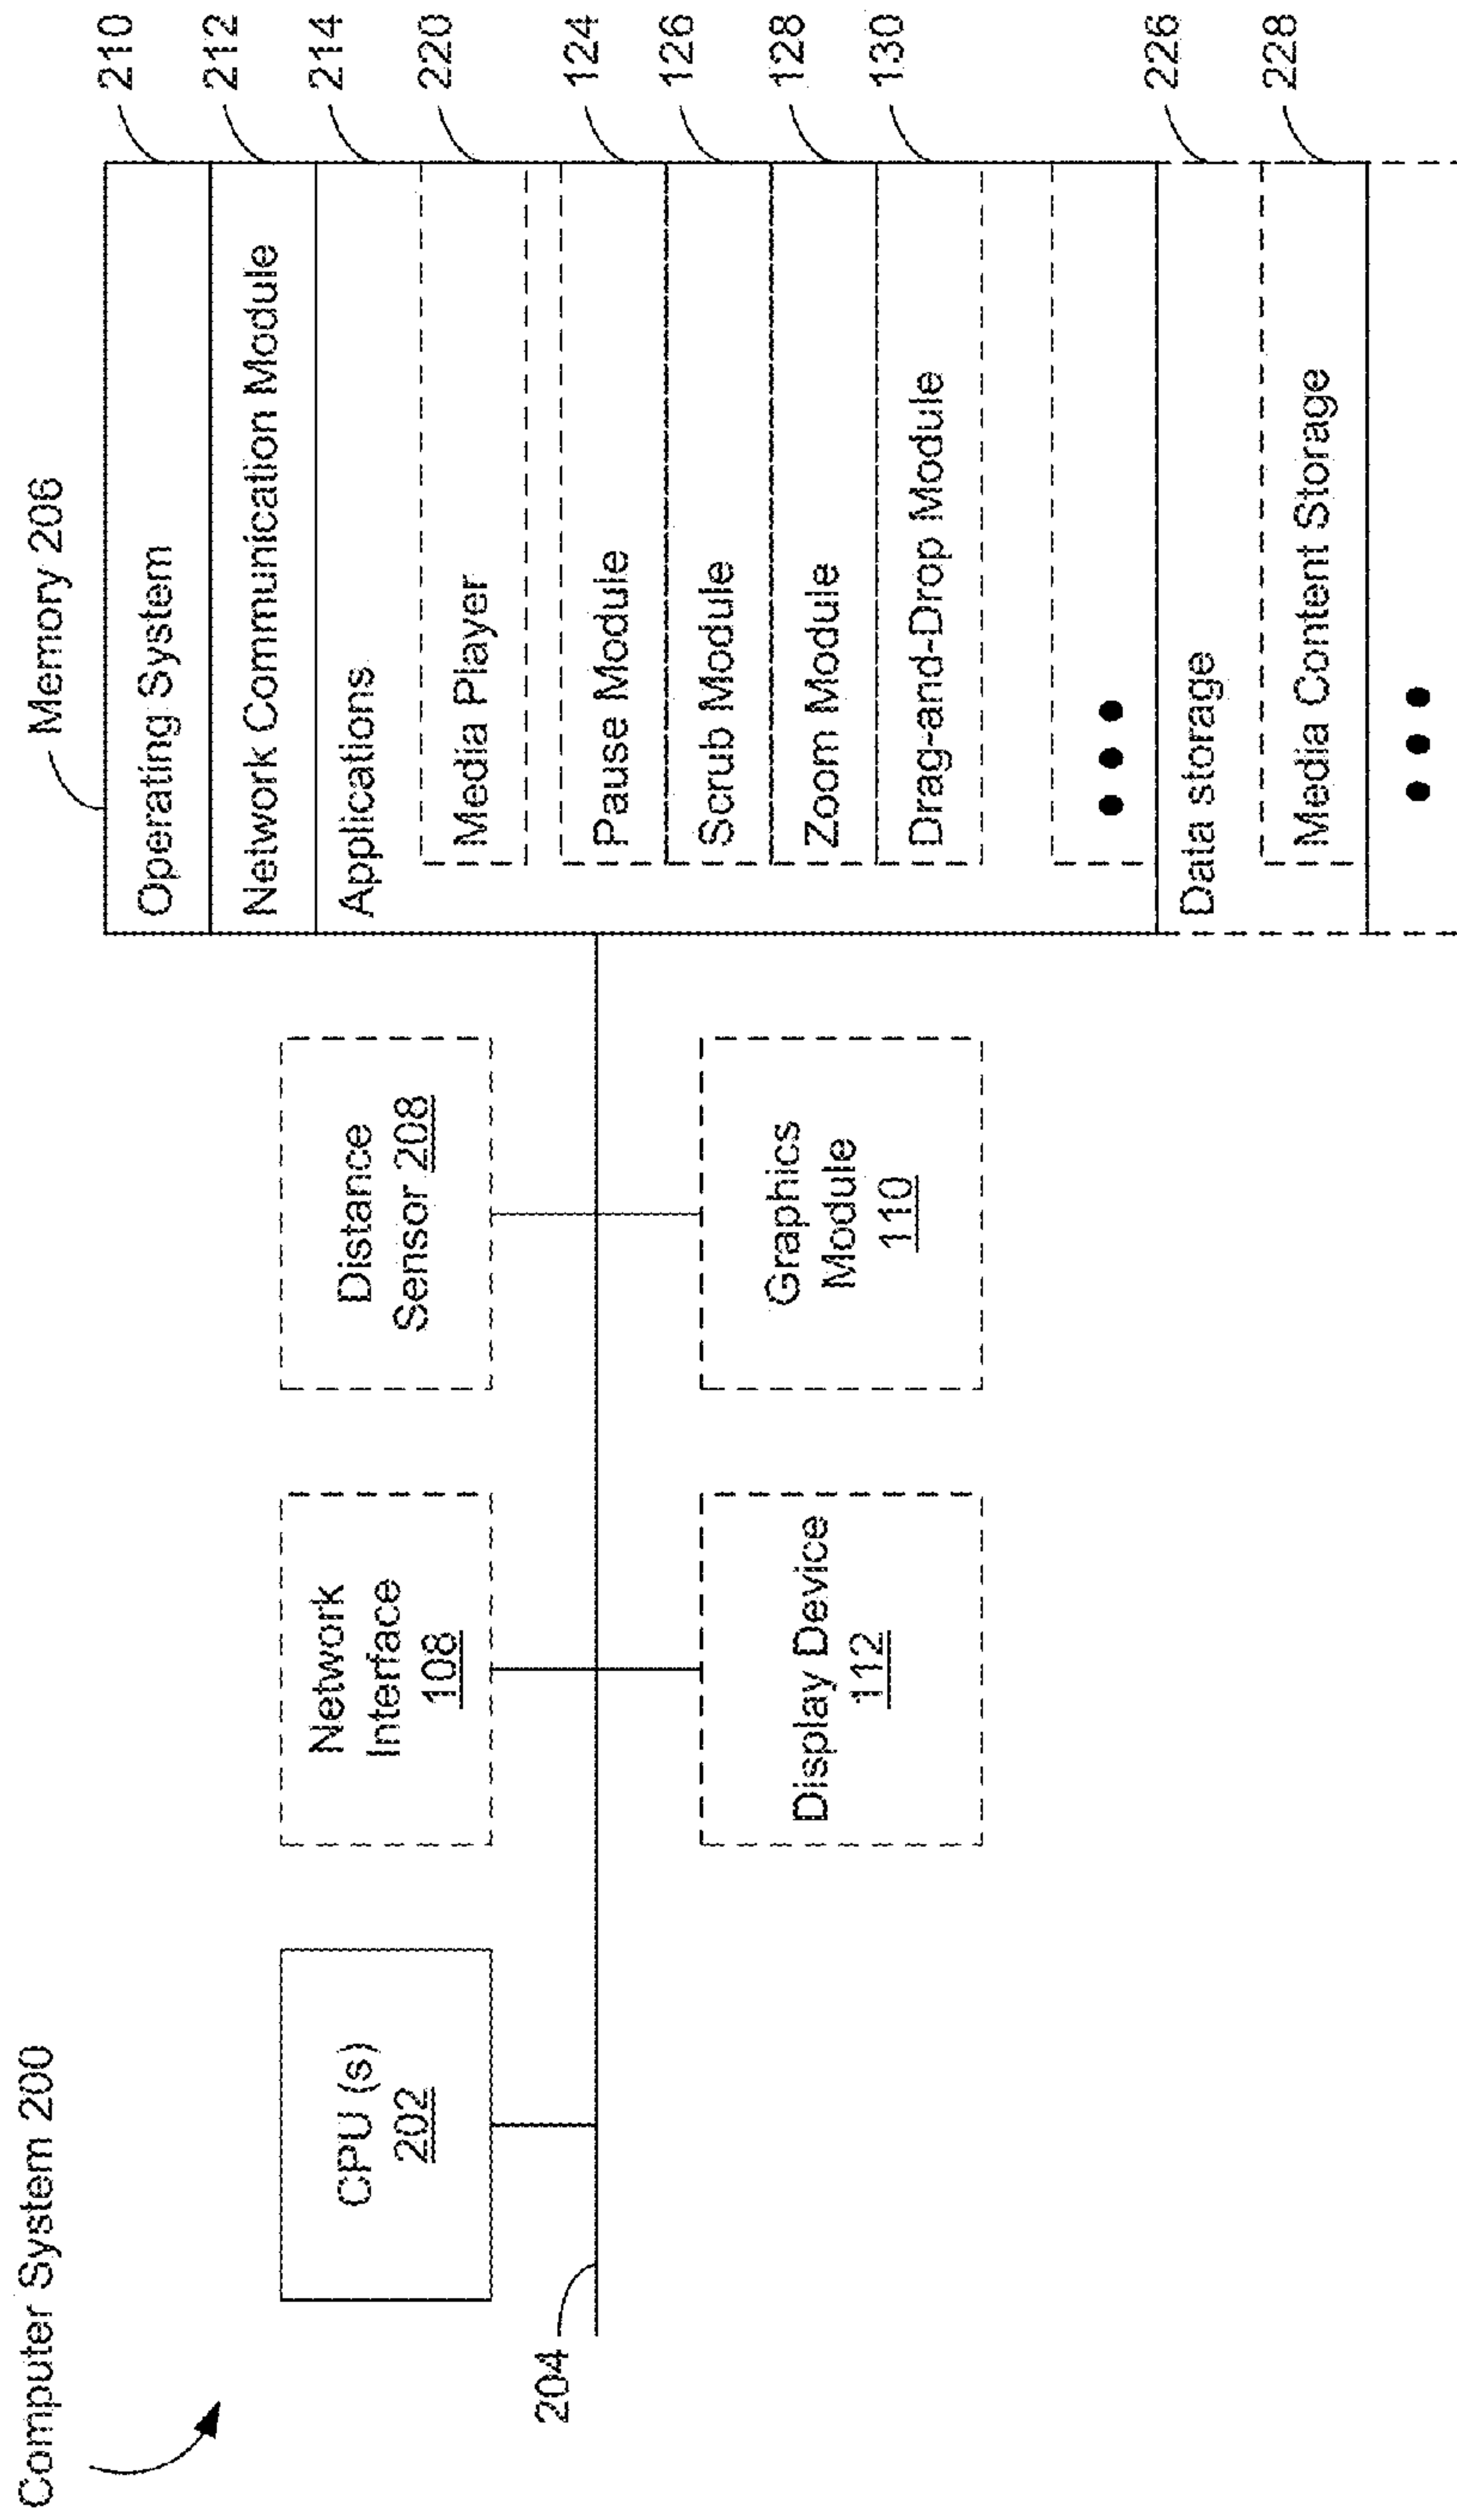 Computer System 200
CPU (s)
202
204
Network
Interface
108
Display Device
112
Distance
Sensor 208
Graphics
Module
110
Memory 206
Operating System
210
Network Communication Module
212
Applications
214
Media Player
220
Pause Module
124
Scrub Module
126
Zoom Module
128
Drag-and-Drop Module
130
Data storage
226
Media Content Storage
228